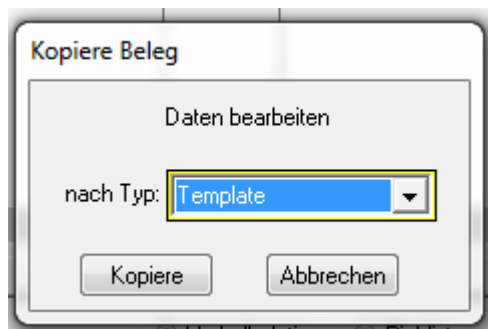 Kopiere Beleg
Daten bearbeiten
nach Typ: Template
Kopiere Abbrechen